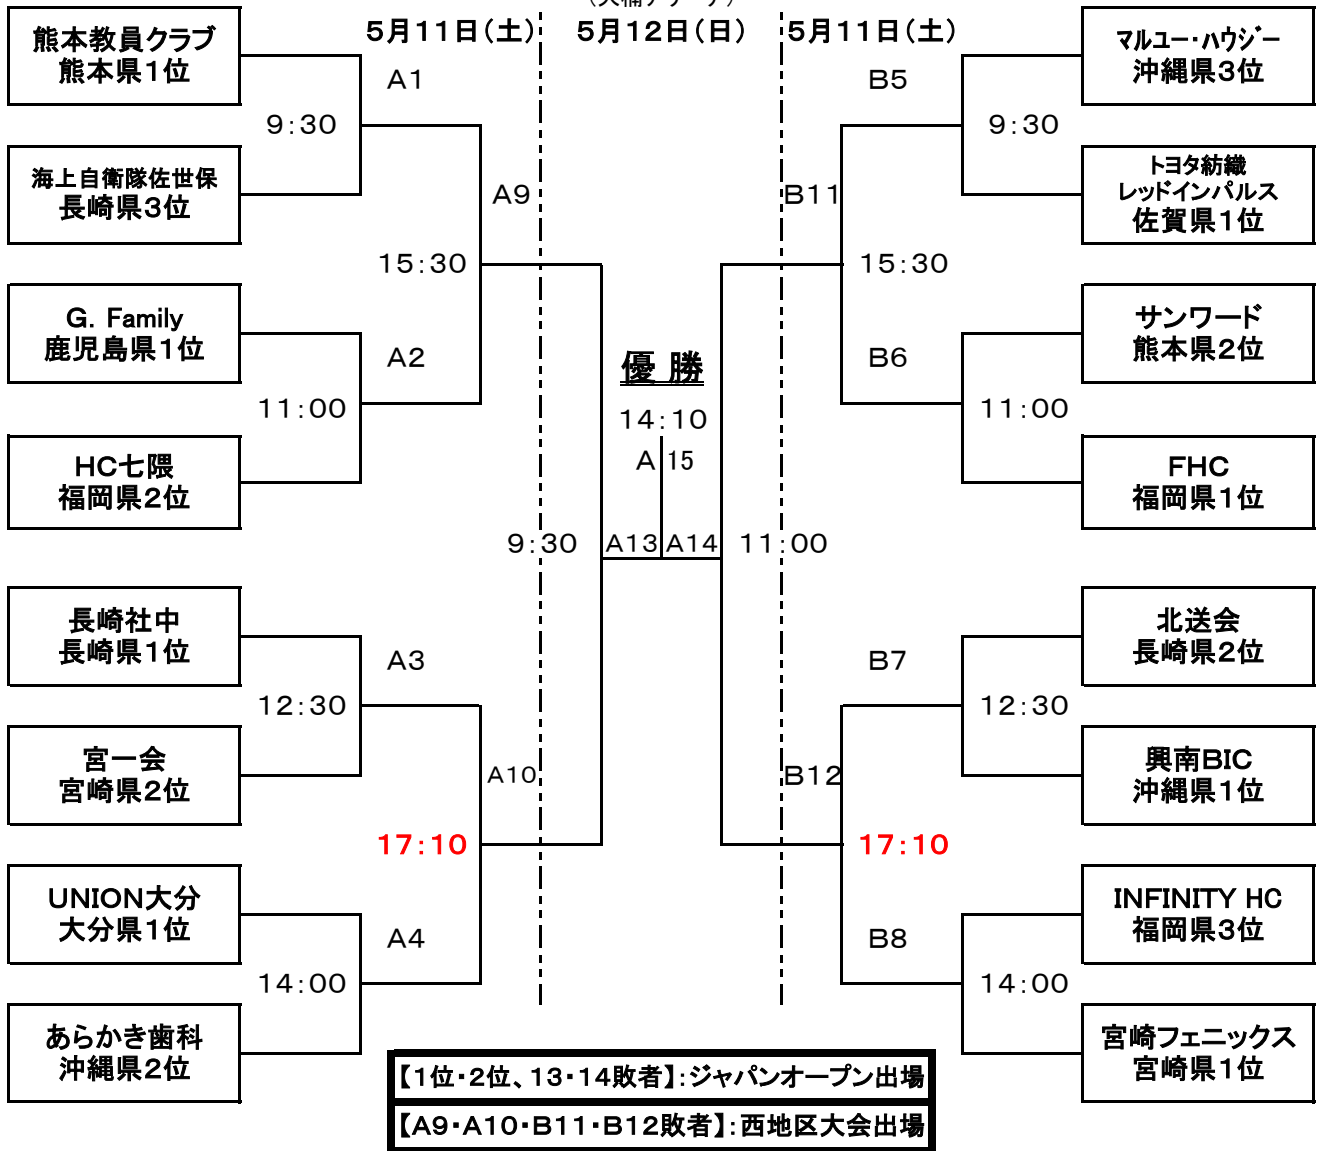 5月11日(土)
5月12日(日)
5月11日(土)
熊本教員クラブ
熊本県1位
A1
9:30
海上自衛隊佐世保
長崎県3位
A9
15:30
G. Family
鹿児島県1位
A2
11:00
HC七隈
福岡県2位
長崎社中
長崎県1位
A3
12:30
宮一会
宮崎県2位
A10
17:10
UNION大分
大分県1位
A4
14:00
あらかき歯科
沖縄県2位
優 勝
14:10
A 15
9:30
A13
A14
11:00
マルユー・ハウジー
沖縄県3位
B5
9:30
トヨタ紡織
レッドインパルス
佐賀県1位
B11
15:30
サンワード
熊本県2位
B6
11:00
FHC
福岡県1位
北送会
長崎県2位
B7
12:30
興南BIC
沖縄県1位
B12
17:10
INFINITY HC
福岡県3位
B8
14:00
宮崎フェニックス
宮崎県1位
【1位・2位、13・14敗者】:ジャパンオープン出場
【A9・A10・B11・B12敗者】:西地区大会出場